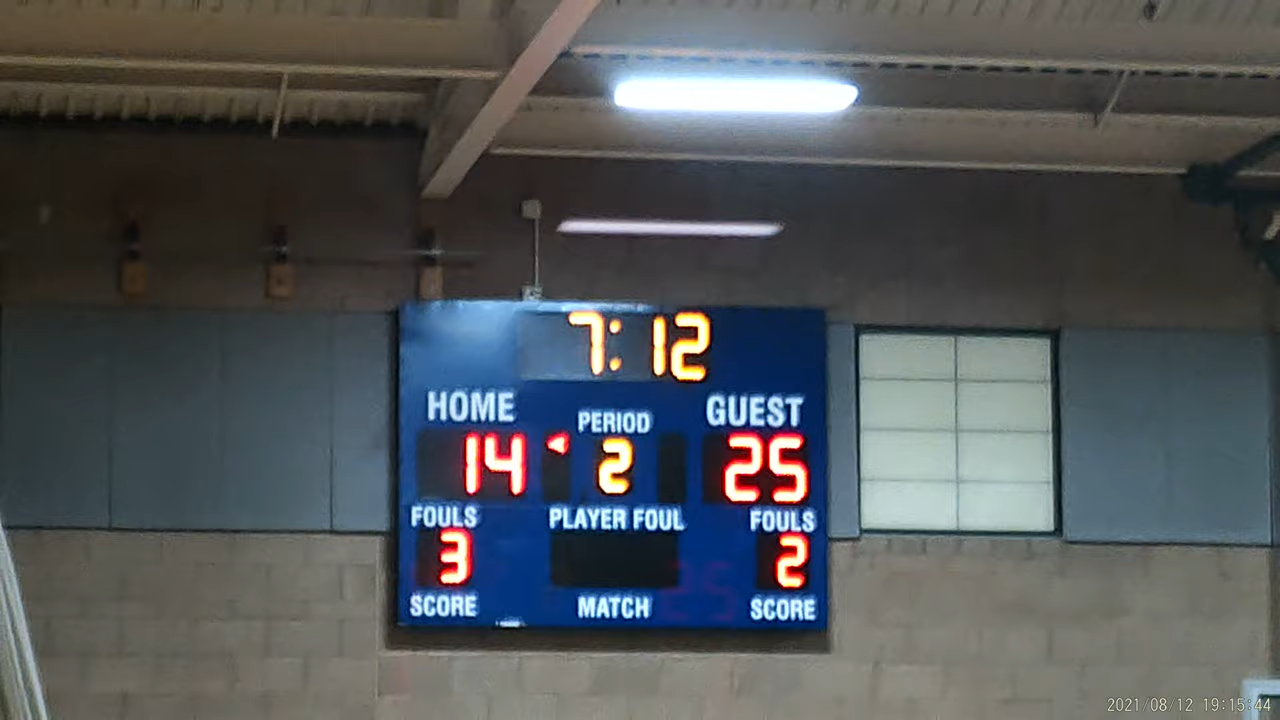 7:12
HOME PERIOD GUEST
14 2 25
FOULS PLAYER FOUL FOULS
3 2
SCORE MATCH SCORE
2021/08/12 19:15:44